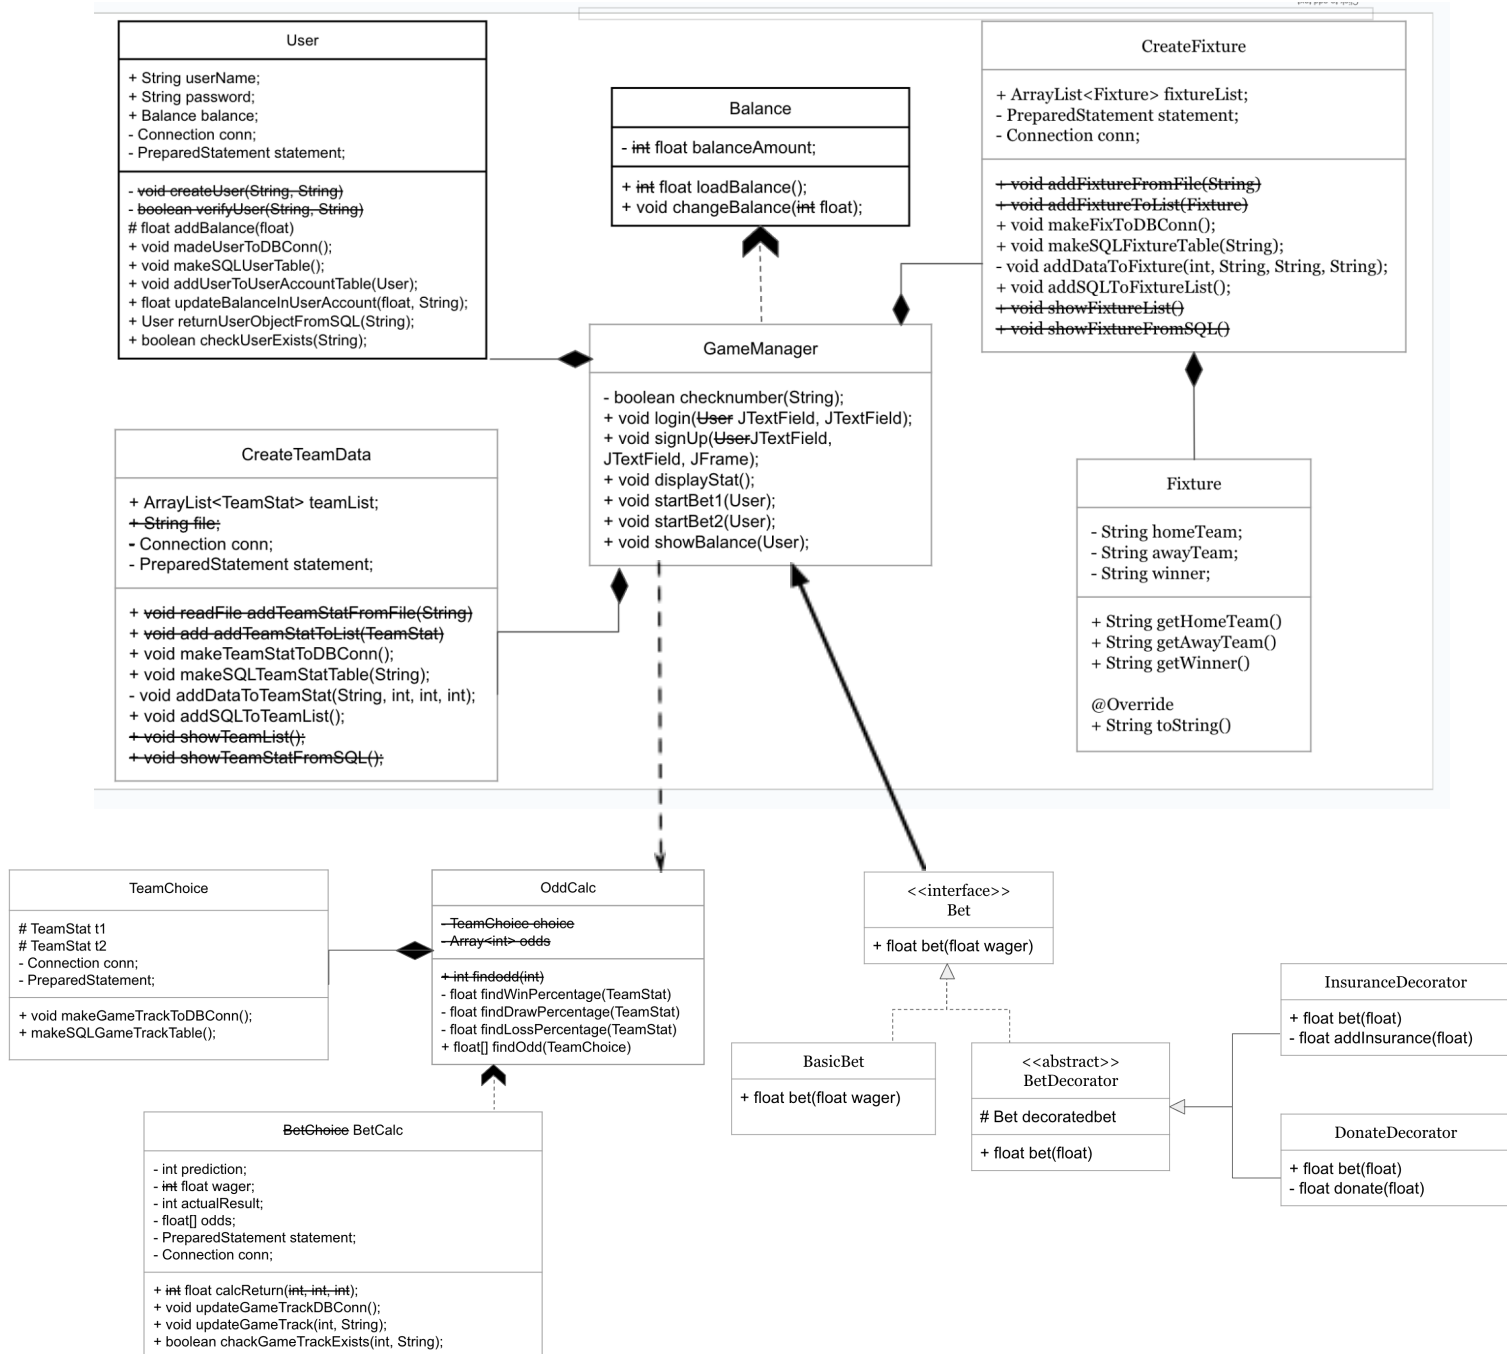 User
+ String userName;
+ String password;
+ Balance balance;
- Connection conn;
- PreparedStatement statement;
- void createUser(String, String)
- boolean verifyUser(String, String)
# float addBalance(float)
+ void madeUserToDBConn();
+ void makeSQLUserTable();
+ void addUserToUserAccountTable(User);
+ float updateBalanceInUserAccount(float, String);
+ User returnUserObjectFromSQL(String);
+ boolean checkUserExists(String);
Balance
- int float balanceAmount;
+ int float loadBalance();
+ void changeBalance(int float);
CreateFixture
+ ArrayList<Fixture> fixtureList;
- PreparedStatement statement;
- Connection conn;
+ void addFixtureFromFile(String)
+ void addFixtureToList(Fixture)
+ void makeFixToDBConn();
+ void makeSQLFixtureTable(String);
- void addDataToFixture(int, String, String, String);
+ void addSQLToFixtureList();
+ void showFixtureList()
+ void showFixtureFromSQL()
GameManager
- boolean checknumber(String);
+ void login(User JTextField, JTextField);
+ void signUp(UserJTextField,
JTextField, JFrame);
+ void displayStat();
+ void startBet1(User);
+ void startBet2(User);
+ void showBalance(User);
CreateTeamData
+ ArrayList<TeamStat> teamList;
+ String file;
- Connection conn;
- PreparedStatement statement;
+ void readFile addTeamStatFromFile(String)
+ void add addTeamStatToList(TeamStat)
+ void makeTeamStatToDBConn();
+ void makeSQLTeamStatTable(String);
- void addDataToTeamStat(String, int, int, int);
+ void addSQLToTeamList();
+ void showTeamList();
+ void showTeamStatFromSQL();
Fixture
- String homeTeam;
- String awayTeam;
- String winner;
+ String getHomeTeam()
+ String getAwayTeam()
+ String getWinner()
@Override
+ String toString()
TeamChoice
# TeamStat t1
# TeamStat t2
- Connection conn;
- PreparedStatement;
+ void makeGameTrackToDBConn();
+ makeSQLGameTrackTable();
OddCalc
- TeamChoice choice
- Array<int> odds
+ int findodd(int)
- float findWinPercentage(TeamStat)
- float findDrawPercentage(TeamStat)
- float findLossPercentage(TeamStat)
+ float[] findOdd(TeamChoice)
<<interface>>
Bet
+ float bet(float wager)
BasicBet
+ float bet(float wager)
<<abstract>>
BetDecorator
# Bet decoratedbet
+ float bet(float)
InsuranceDecorator
+ float bet(float)
- float addInsurance(float)
DonateDecorator
+ float bet(float)
- float donate(float)
BetChoice BetCalc
- int prediction;
- int float wager;
- int actualResult;
- float[] odds;
- PreparedStatement statement;
- Connection conn;
+ int float calcReturn(int, int, int);
+ void updateGameTrackDBConn();
+ void updateGameTrack(int, String);
+ boolean chackGameTrackExists(int, String);